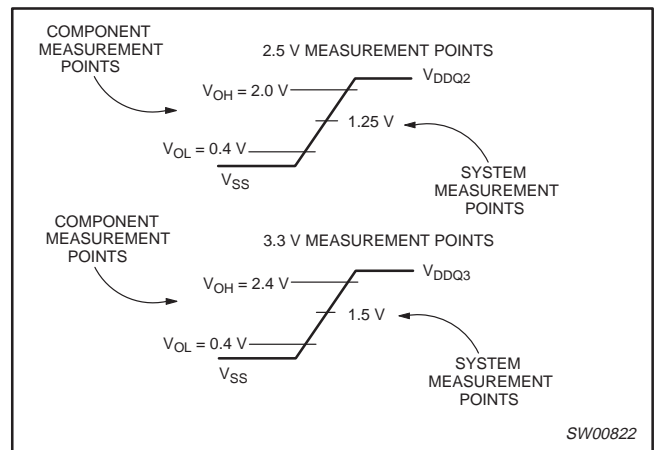 COMPONENT
MEASUREMENT
POINTS
2.5 V MEASUREMENT POINTS
VDDQ2
VOH = 2.0 V
1.25 V
VOL = 0.4 V
VSS
SYSTEM
MEASUREMENT
POINTS
COMPONENT
MEASUREMENT
POINTS
3.3 V MEASUREMENT POINTS
VDDQ3
VOH = 2.4 V
1.5 V
VOL = 0.4 V
VSS
SYSTEM
MEASUREMENT
POINTS
SW00822